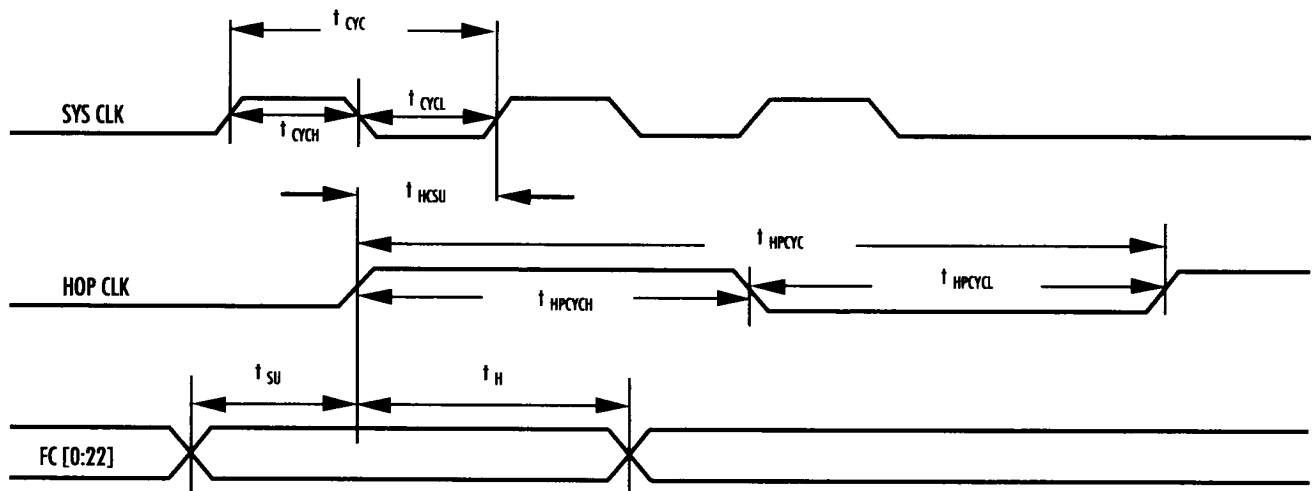 t CYC
SYS CLK
t CYCH
t CYCL
t HCSU
t HPCYC
HOP CLK
t HPCYCH
t HPCYCL
t SU
t H
FC [0:22]